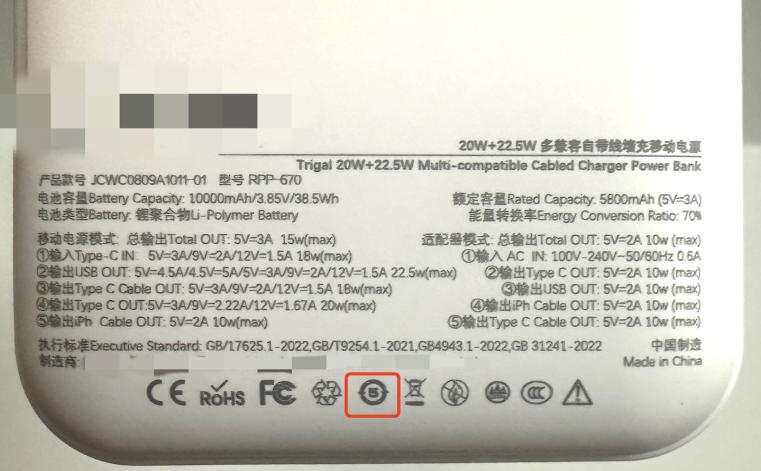 20W+22.5W 多兼容自带线墙充移动电源
Trigal 20W+22.5W Multi-compatible Cabled Charger Power Bank
产品款号 JCWC0809A1011-01 型号 RPP-670
电池容量Battery Capacity: 10000mAh/3.85V/38.5Wh
额定容量Rated Capacity: 5800mAh (5V=3A)
电池类型Battery: 锂聚合物Li-Polymer Battery
能量转换率Energy Conversion Ratio: 70%
移动电源模式: 总输出Total OUT: 5V=3A 15w(max)
适配器模式: 总输出Total OUT: 5V=2A 10w (max)
①输入Type-C IN: 5V=3A/9V=2A/12V=1.5A 18w(max)
①输入 AC IN: 100V-240V~50/60Hz 0.6A
②输出USB OUT: 5V=4.5A/4.5V=5A/5V=3A/9V=2A/12V=1.5A 22.5w(max)
②输出Type C OUT: 5V=2A 10w (max)
③输出Type C Cable OUT: 5V=3A/9V=2A/12V=1.5A 18w(max)
③输出USB OUT: 5V=2A 10w (max)
④输出Type C OUT:5V=3A/9V=2.22A/12V=1.67A 20w(max)
④输出iPh Cable OUT: 5V=2A 10w (max)
⑤输出iPh Cable OUT: 5V=2A 10w(max)
⑤输出Type C Cable OUT: 5V=2A 10w (max)
执行标准Executive Standard: GB/17625.1-2022,GB/T9254.1-2021,GB4943.1-2022,GB 31241-2022
中国制造
制造商:
Made in China
CE RoHS FC 5 CCC